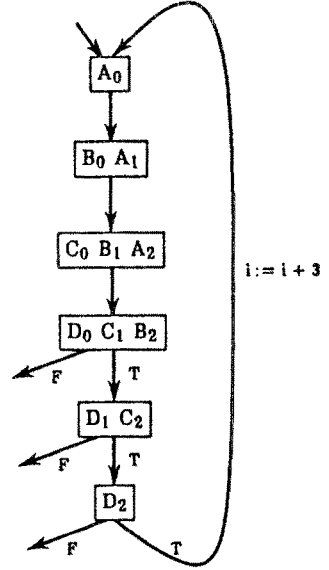 A₀
B₀ A₁
C₀ B₁ A₂
i := i + 3
D₀ C₁ B₂
F T
D₁ C₂
F T
D₂
F T